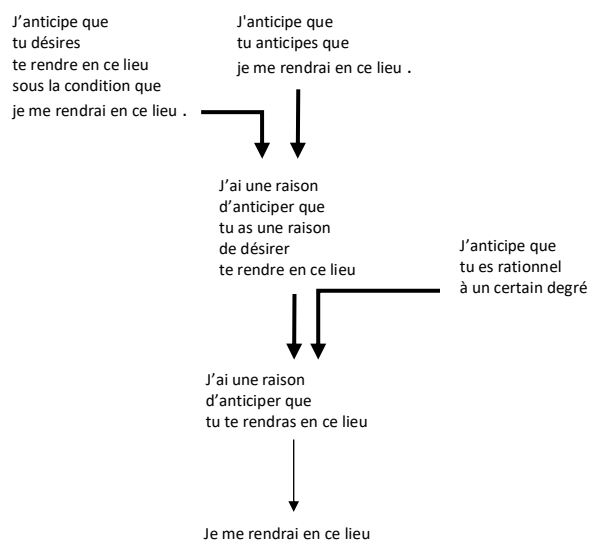 J’anticipe que
tu désires
te rendre en ce lieu
sous la condition que
je me rendrai en ce lieu .
J'anticipe que
tu anticipes que
je me rendrai en ce lieu .
J’ai une raison
d’anticiper que
tu as une raison
de désirer
te rendre en ce lieu
J’anticipe que
tu es rationnel
à un certain degré
J’ai une raison
d’anticiper que
tu te rendras en ce lieu
Je me rendrai en ce lieu